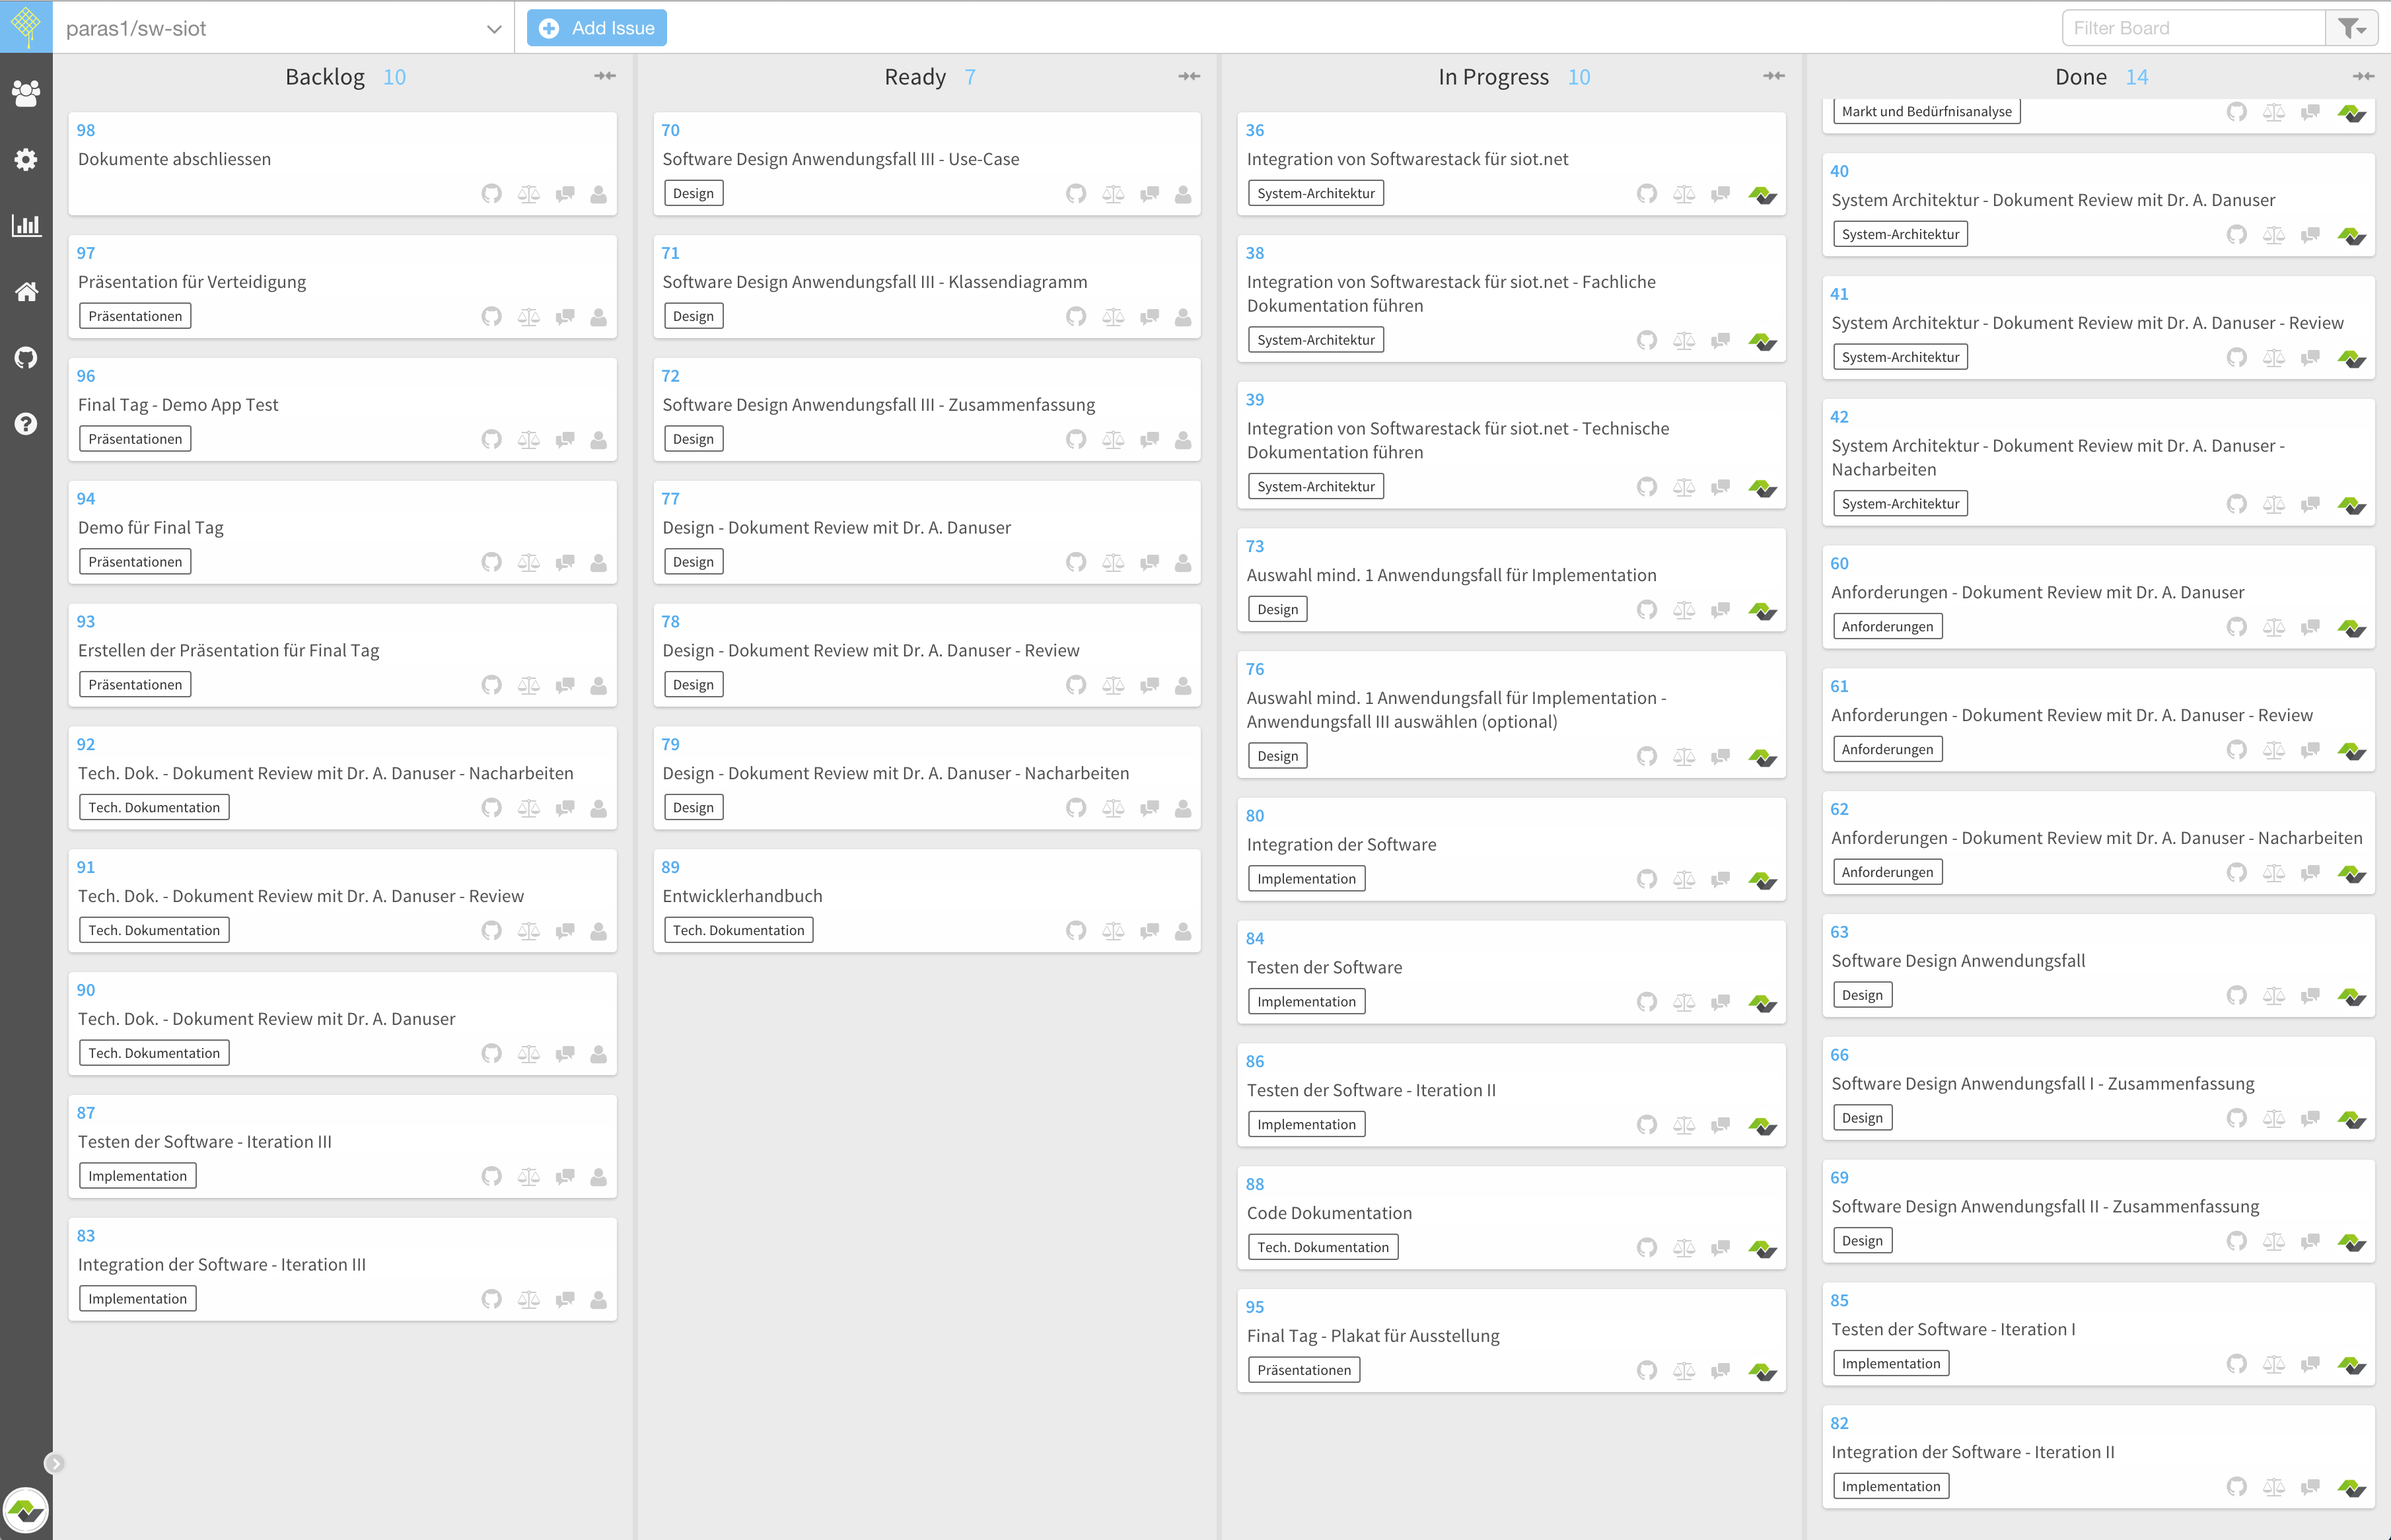 paras1/sw-siot
Add Issue
Filter Board
Backlog 10
98
Dokumente abschliessen
97
Präsentation für Verteidigung
Präsentationen
96
Final Tag - Demo App Test
Präsentationen
94
Demo für Final Tag
Präsentationen
93
Erstellen der Präsentation für Final Tag
Präsentationen
92
Tech. Dok. - Dokument Review mit Dr. A. Danuser - Nacharbeiten
Tech. Dokumentation
91
Tech. Dok. - Dokument Review mit Dr. A. Danuser - Review
Tech. Dokumentation
90
Tech. Dok. - Dokument Review mit Dr. A. Danuser
Tech. Dokumentation
87
Testen der Software - Iteration III
Implementation
83
Integration der Software - Iteration III
Implementation
Ready 7
70
Software Design Anwendungsfall III - Use-Case
Design
71
Software Design Anwendungsfall III - Klassendiagramm
Design
72
Software Design Anwendungsfall III - Zusammenfassung
Design
77
Design - Dokument Review mit Dr. A. Danuser
Design
78
Design - Dokument Review mit Dr. A. Danuser - Review
Design
79
Design - Dokument Review mit Dr. A. Danuser - Nacharbeiten
Design
89
Entwicklerhandbuch
Tech. Dokumentation
In Progress 10
36
Integration von Softwarestack für siot.net
System-Architektur
38
Integration von Softwarestack für siot.net - Fachliche
Dokumentation führen
System-Architektur
39
Integration von Softwarestack für siot.net - Technische
Dokumentation führen
System-Architektur
73
Auswahl mind. 1 Anwendungsfall für Implementation
Design
76
Auswahl mind. 1 Anwendungsfall für Implementation -
Anwendungsfall III auswählen (optional)
Design
80
Integration der Software
Implementation
84
Testen der Software
Implementation
86
Testen der Software - Iteration II
Implementation
88
Code Dokumentation
Tech. Dokumentation
95
Final Tag - Plakat für Ausstellung
Präsentationen
Done 14
Markt und Bedürfnisanalyse
40
System Architektur - Dokument Review mit Dr. A. Danuser
System-Architektur
41
System Architektur - Dokument Review mit Dr. A. Danuser - Review
System-Architektur
42
System Architektur - Dokument Review mit Dr. A. Danuser -
Nacharbeiten
System-Architektur
60
Anforderungen - Dokument Review mit Dr. A. Danuser
Anforderungen
61
Anforderungen - Dokument Review mit Dr. A. Danuser - Review
Anforderungen
62
Anforderungen - Dokument Review mit Dr. A. Danuser - Nacharbeiten
Anforderungen
63
Software Design Anwendungsfall
Design
66
Software Design Anwendungsfall I - Zusammenfassung
Design
69
Software Design Anwendungsfall II - Zusammenfassung
Design
85
Testen der Software - Iteration I
Implementation
82
Integration der Software - Iteration II
Implementation